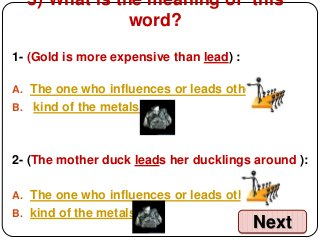 3) What is the meaning of this
word?
1- (Gold is more expensive than lead) :
A. The one who influences or leads oth
B. kind of the metals
2- (The mother duck leads her ducklings around ):
A. The one who influences or leads otl
B. kind of the metals
Next